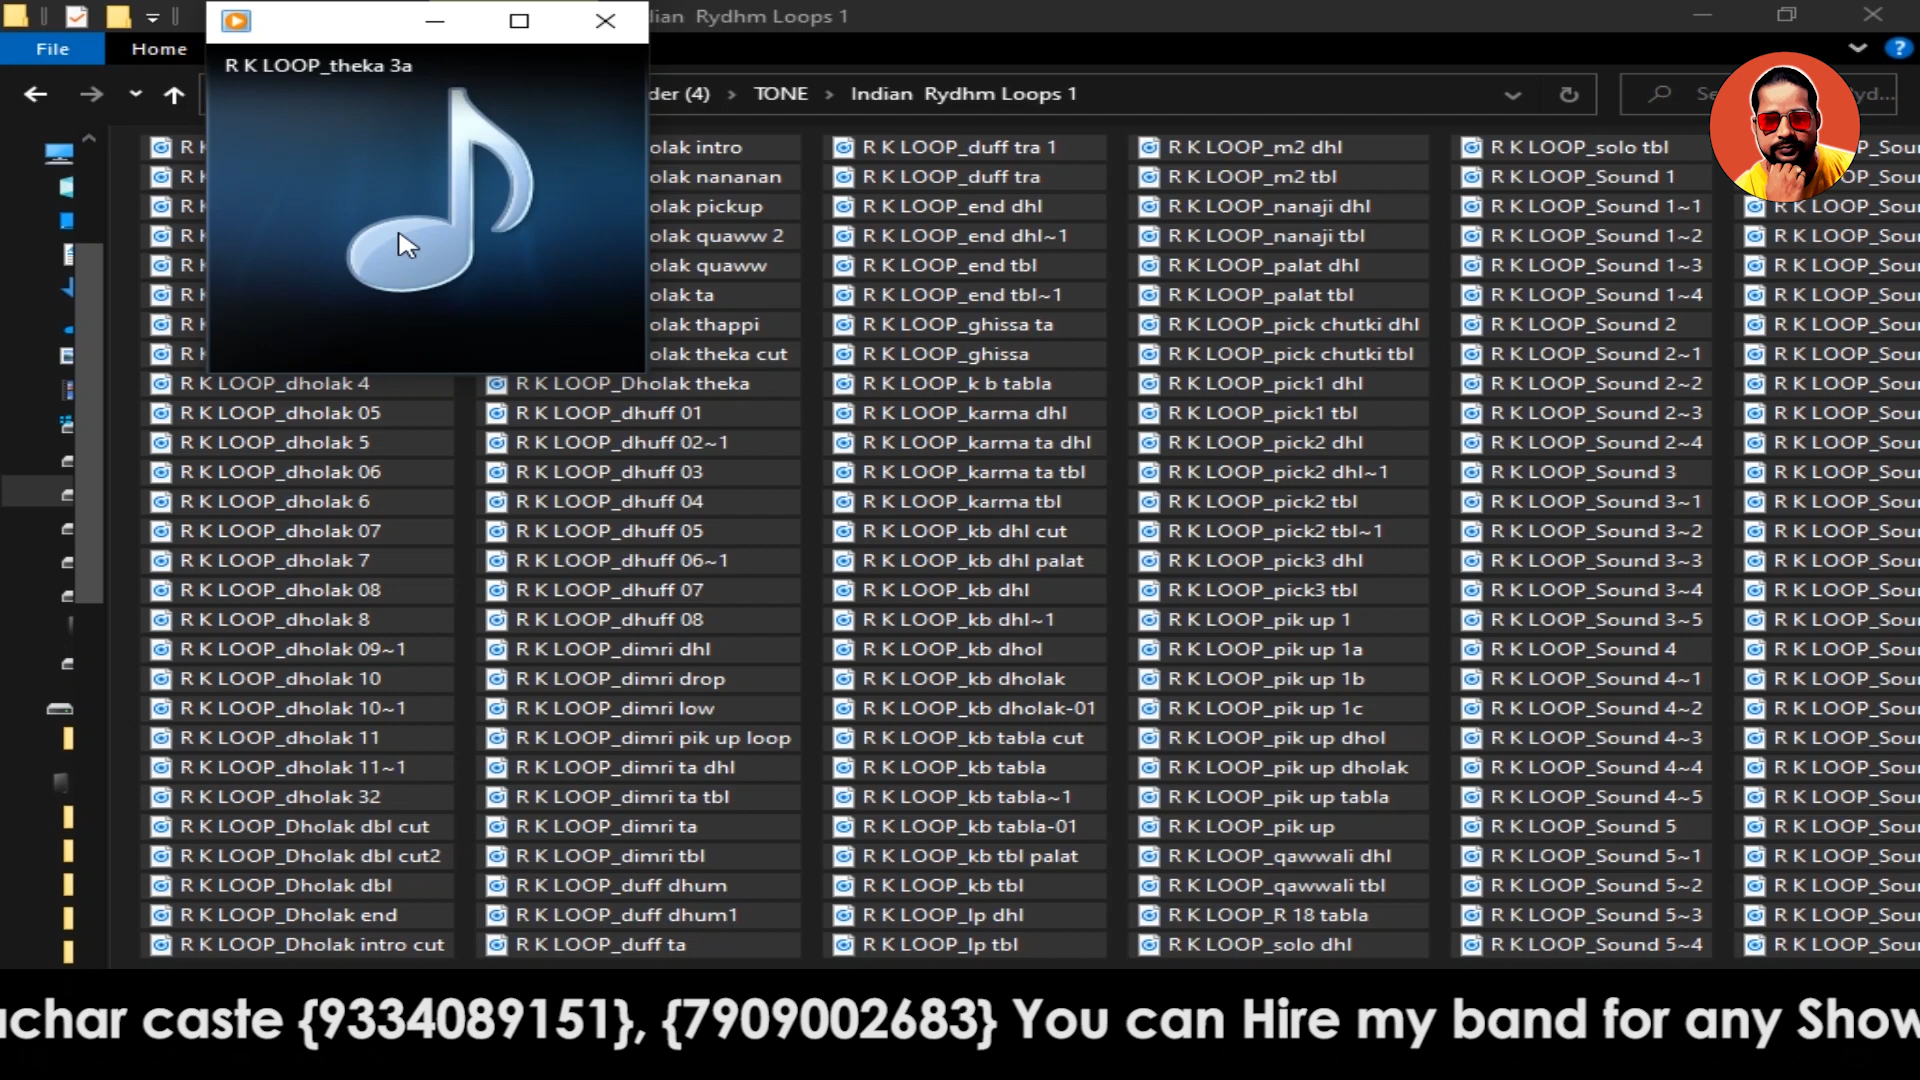 ian Rydhm Loops 1
File
Home
R K LOOP_theka 3a
der (4) › TONE › Indian Rydhm Loops 1
olak intro
olak nananan
olak pickup
olak quaww 2
olak quaww
olak ta
olak thappi
olak theka cut
R K LOOP_dholak 4
R K LOOP_dholak 05
R K LOOP_dholak 5
R K LOOP_dholak 06
R K LOOP_dholak 6
R K LOOP_dholak 07
R K LOOP_dholak 7
R K LOOP_dholak 08
R K LOOP_dholak 8
R K LOOP_dholak 09~1
R K LOOP_dholak 10
R K LOOP_dholak 10~1
R K LOOP_dholak 11
R K LOOP_dholak 11~1
R K LOOP_dholak 32
R K LOOP_Dholak dbl cut
R K LOOP_Dholak dbl cut2
R K LOOP_Dholak dbl
R K LOOP_Dholak end
R K LOOP_Dholak intro cut
R K LOOP_Dholak theka
R K LOOP_dhuff 01
R K LOOP_dhuff 02~1
R K LOOP_dhuff 03
R K LOOP_dhuff 04
R K LOOP_dhuff 05
R K LOOP_dhuff 06~1
R K LOOP_dhuff 07
R K LOOP_dhuff 08
R K LOOP_dimri dhl
R K LOOP_dimri drop
R K LOOP_dimri low
R K LOOP_dimri pik up loop
R K LOOP_dimri ta dhl
R K LOOP_dimri ta tbl
R K LOOP_dimri ta
R K LOOP_dimri tbl
R K LOOP_duff dhum
R K LOOP_duff dhum1
R K LOOP_duff ta
R K LOOP_duff tra 1
R K LOOP_duff tra
R K LOOP_end dhl
R K LOOP_end dhl~1
R K LOOP_end tbl
R K LOOP_end tbl~1
R K LOOP_ghissa ta
R K LOOP_ghissa
R K LOOP_k b tabla
R K LOOP_karma dhl
R K LOOP_karma ta dhl
R K LOOP_karma ta tbl
R K LOOP_karma tbl
R K LOOP_kb dhl cut
R K LOOP_kb dhl palat
R K LOOP_kb dhl
R K LOOP_kb dhl~1
R K LOOP_kb dhol
R K LOOP_kb dholak
R K LOOP_kb dholak-01
R K LOOP_kb tabla cut
R K LOOP_kb tabla
R K LOOP_kb tabla~1
R K LOOP_kb tabla-01
R K LOOP_kb tbl palat
R K LOOP_kb tbl
R K LOOP_lp dhl
R K LOOP_lp tbl
R K LOOP_m2 dhl
R K LOOP_m2 tbl
R K LOOP_nanaji dhl
R K LOOP_nanaji tbl
R K LOOP_palat dhl
R K LOOP_palat tbl
R K LOOP_pick chutki dhl
R K LOOP_pick chutki tbl
R K LOOP_pick1 dhl
R K LOOP_pick1 tbl
R K LOOP_pick2 dhl
R K LOOP_pick2 dhl~1
R K LOOP_pick2 tbl
R K LOOP_pick2 tbl~1
R K LOOP_pick3 dhl
R K LOOP_pick3 tbl
R K LOOP_pik up 1
R K LOOP_pik up 1a
R K LOOP_pik up 1b
R K LOOP_pik up 1c
R K LOOP_pik up dhol
R K LOOP_pik up dholak
R K LOOP_pik up tabla
R K LOOP_pik up
R K LOOP_qawwali dhl
R K LOOP_qawwali tbl
R K LOOP_R 18 tabla
R K LOOP_solo dhl
R K LOOP_solo tbl
R K LOOP_Sound 1
R K LOOP_Sound 1~1
R K LOOP_Sound 1~2
R K LOOP_Sound 1~3
R K LOOP_Sound 1~4
R K LOOP_Sound 2
R K LOOP_Sound 2~1
R K LOOP_Sound 2~2
R K LOOP_Sound 2~3
R K LOOP_Sound 2~4
R K LOOP_Sound 3
R K LOOP_Sound 3~1
R K LOOP_Sound 3~2
R K LOOP_Sound 3~3
R K LOOP_Sound 3~4
R K LOOP_Sound 3~5
R K LOOP_Sound 4
R K LOOP_Sound 4~1
R K LOOP_Sound 4~2
R K LOOP_Sound 4~3
R K LOOP_Sound 4~4
R K LOOP_Sound 4~5
R K LOOP_Sound 5
R K LOOP_Sound 5~1
R K LOOP_Sound 5~2
R K LOOP_Sound 5~3
R K LOOP_Sound 5~4
achar caste {9334089151}, {7909002683} You can Hire my band for any Show